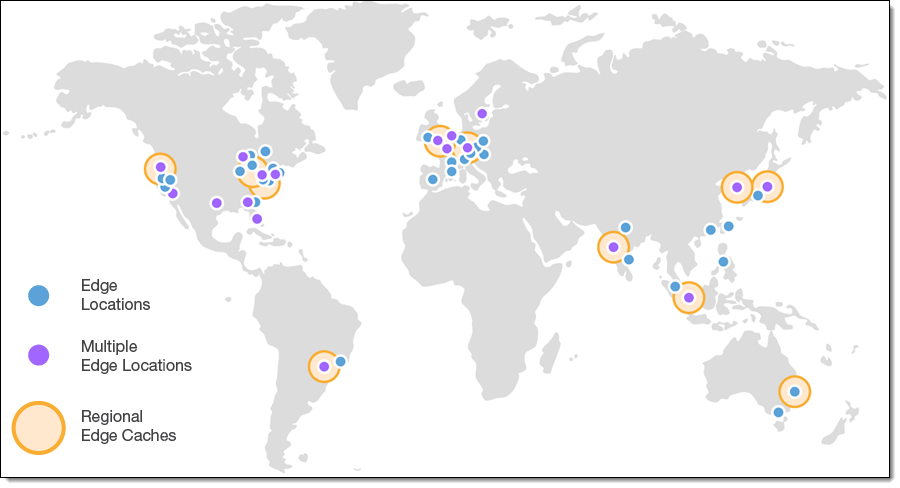 Edge
Locations
Multiple
Edge Locations
Regional
Edge Caches